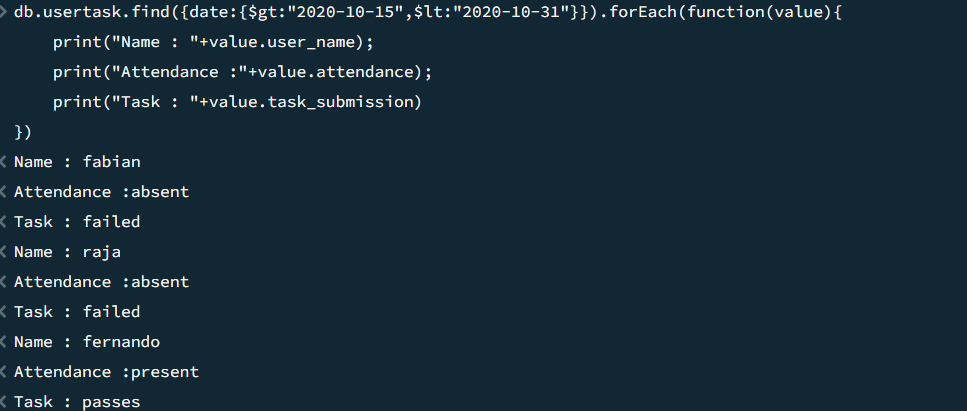 db.usertask.find({date:{$gt:"2020-10-15",$lt:"2020-10-31"}}).forEach(function(value){
print("Name : "+value.user_name);
print("Attendance :"+value.attendance);
print("Task : "+value.task_submission)
})
Name : fabian
Attendance :absent
Task : failed
Name : raja
Attendance :absent
Task : failed
Name : fernando
Attendance :present
Task : passes